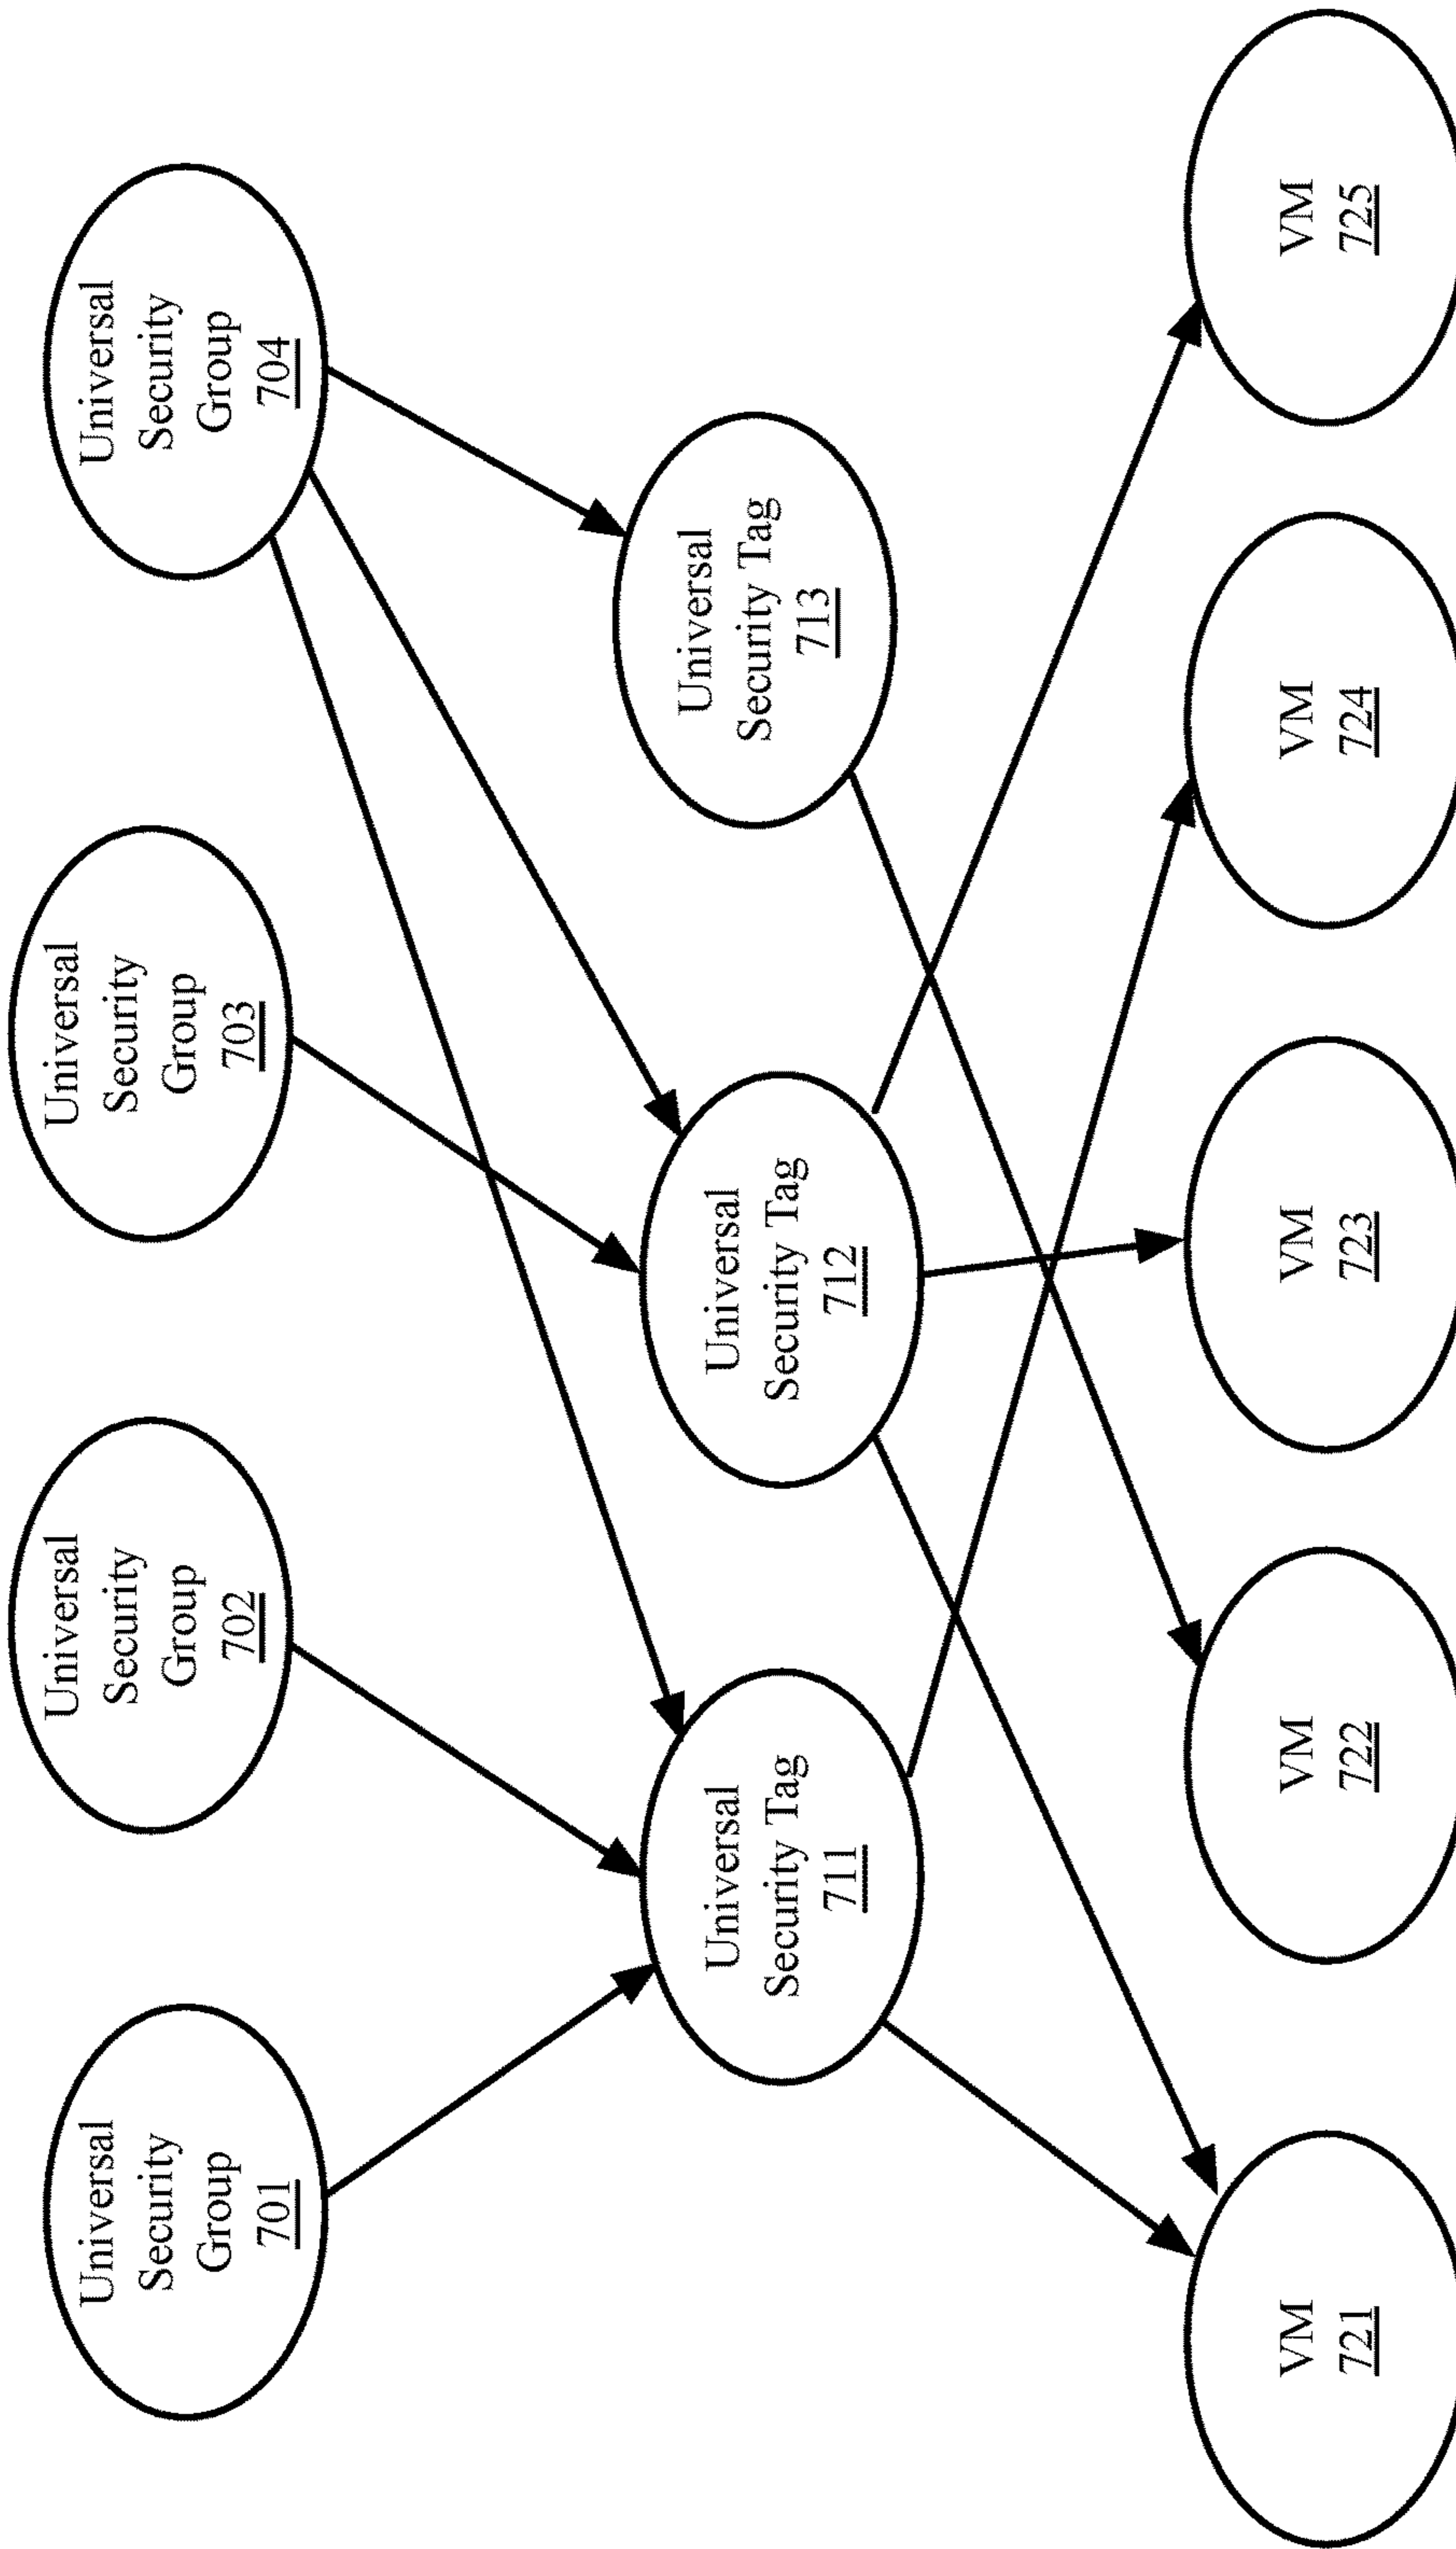 Universal
Security
Group
701
Universal
Security
Group
702
Universal
Security
Group
703
Universal
Security
Group
704
Universal
Security Tag
711
Universal
Security Tag
712
Universal
Security Tag
713
VM
721
VM
722
VM
723
VM
724
VM
725